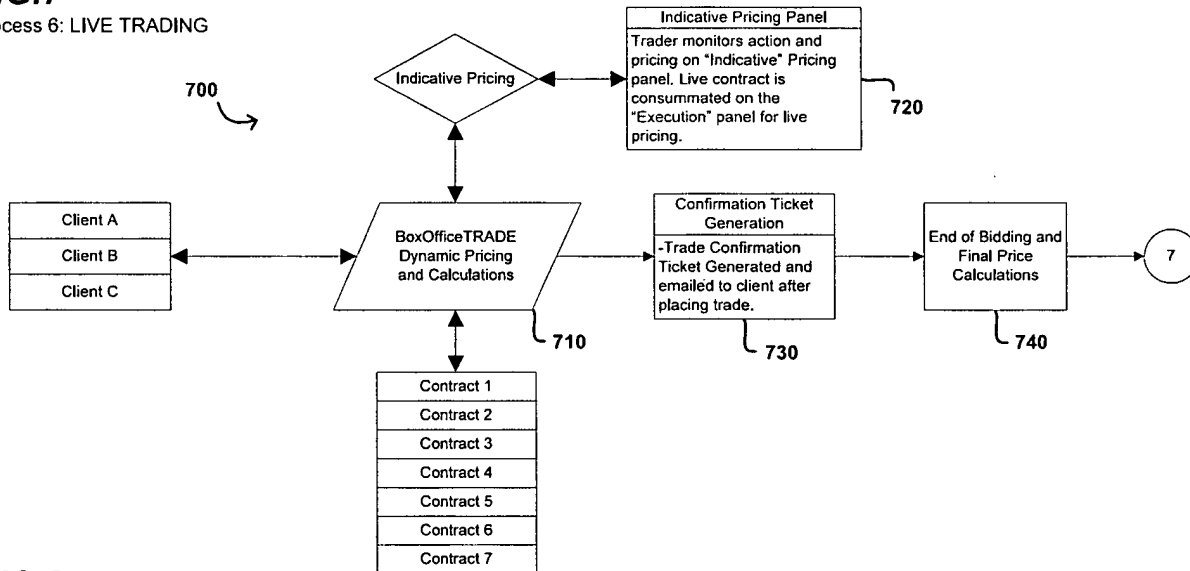 ocess 6: LIVE TRADING
700
Indicative Pricing
Indicative Pricing Panel
Trader monitors action and
pricing on "Indicative" Pricing
panel. Live contract is
consummated on the
"Execution" panel for live
pricing.
720
Client A
Client B
Client C
BoxOfficeTRADE
Dynamic Pricing
and Calculations
710
Confirmation Ticket
Generation
-Trade Confirmation
Ticket Generated and
emailed to client after
placing trade.
730
End of Bidding and
Final Price
Calculations
740
7
Contract 1
Contract 2
Contract 3
Contract 4
Contract 5
Contract 6
Contract 7